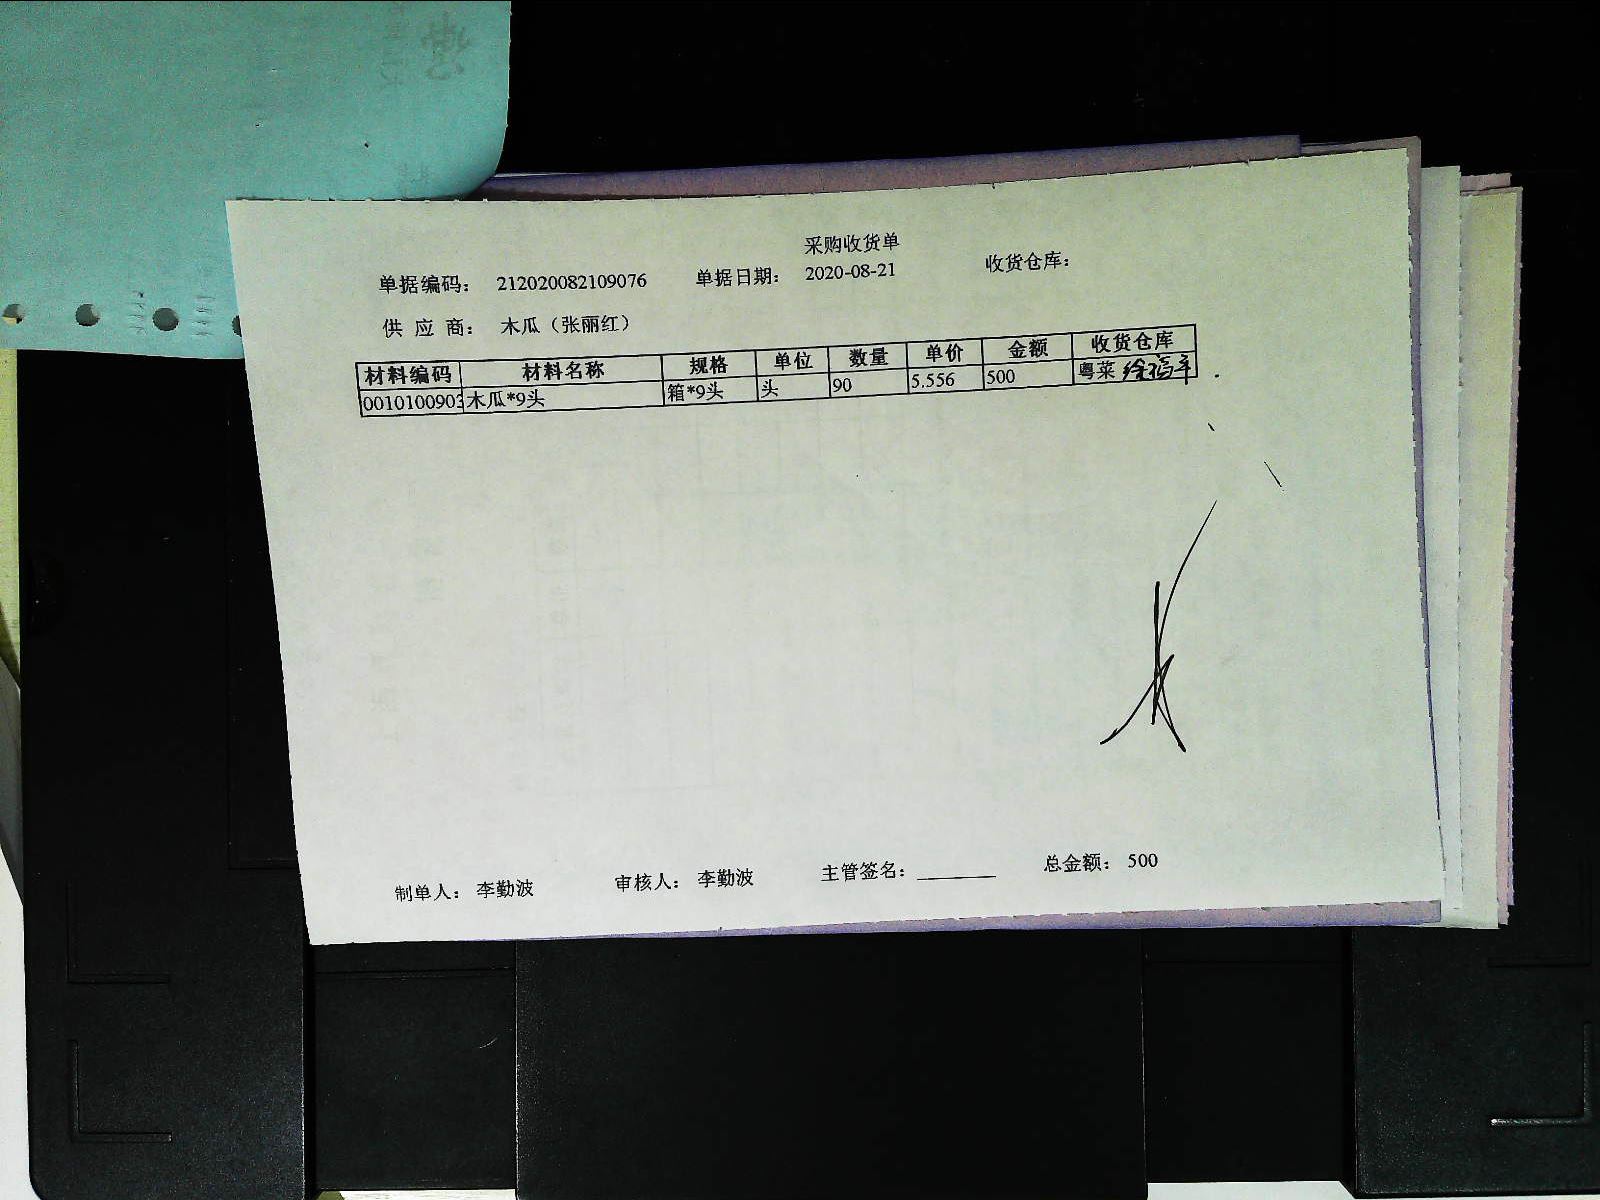 采购收货单
单据编码： 212020082109076 单据日期： 2020-08-21 收货仓库：
供 应 商： 木瓜（张丽红）
材料编码 材料名称 规格 单位 数量 单价 金额 收货仓库
0010100903 木瓜*9头 箱*9头 头 90 5.556 500 粤菜
制单人： 李勤波 审核人： 李勤波 主管签名：________ 总金额： 500